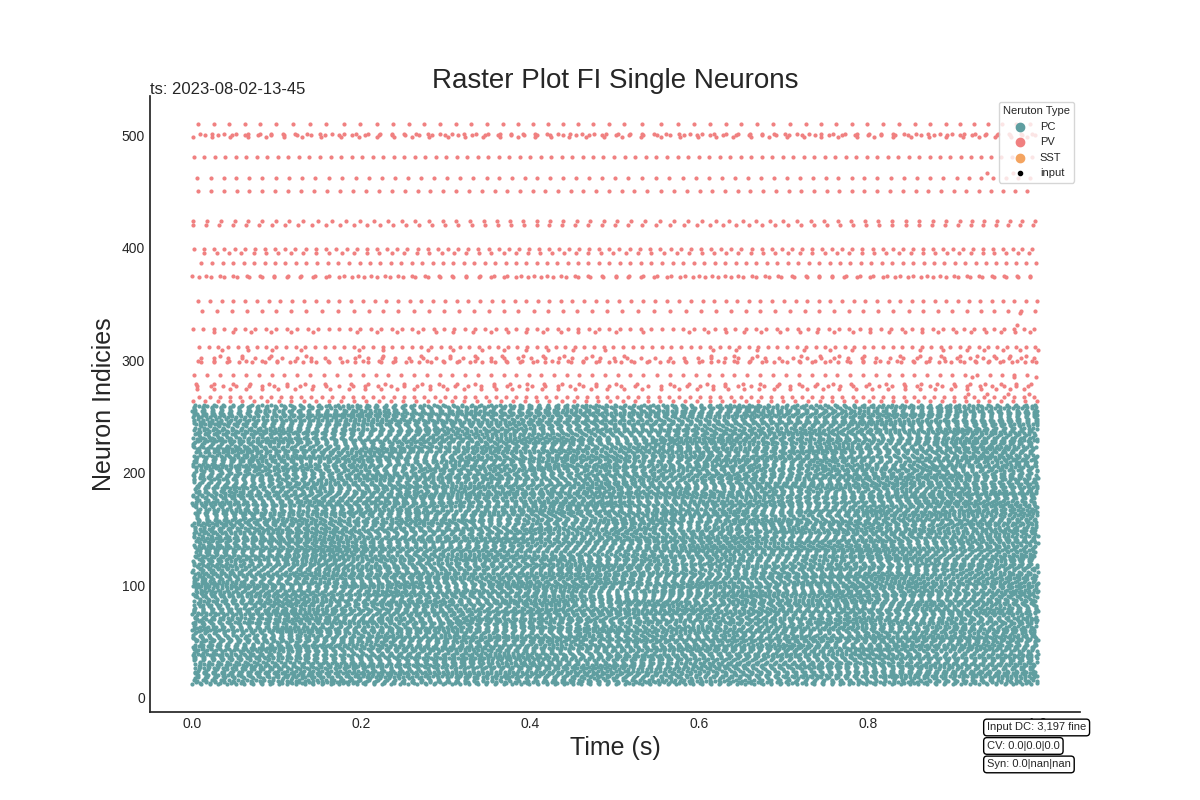 Raster Plot FI Single Neurons
ts: 2023-08-02-13-45
Neruton Type
PC
PV
SST
input
Neuron Indicies
500
400
300
200
100
0
0.0 0.2 0.4 0.6 0.8
Time (s)
Input DC: 3,197 fine
CV: 0.0|0.0|0.0
Syn: 0.0|nan|nan